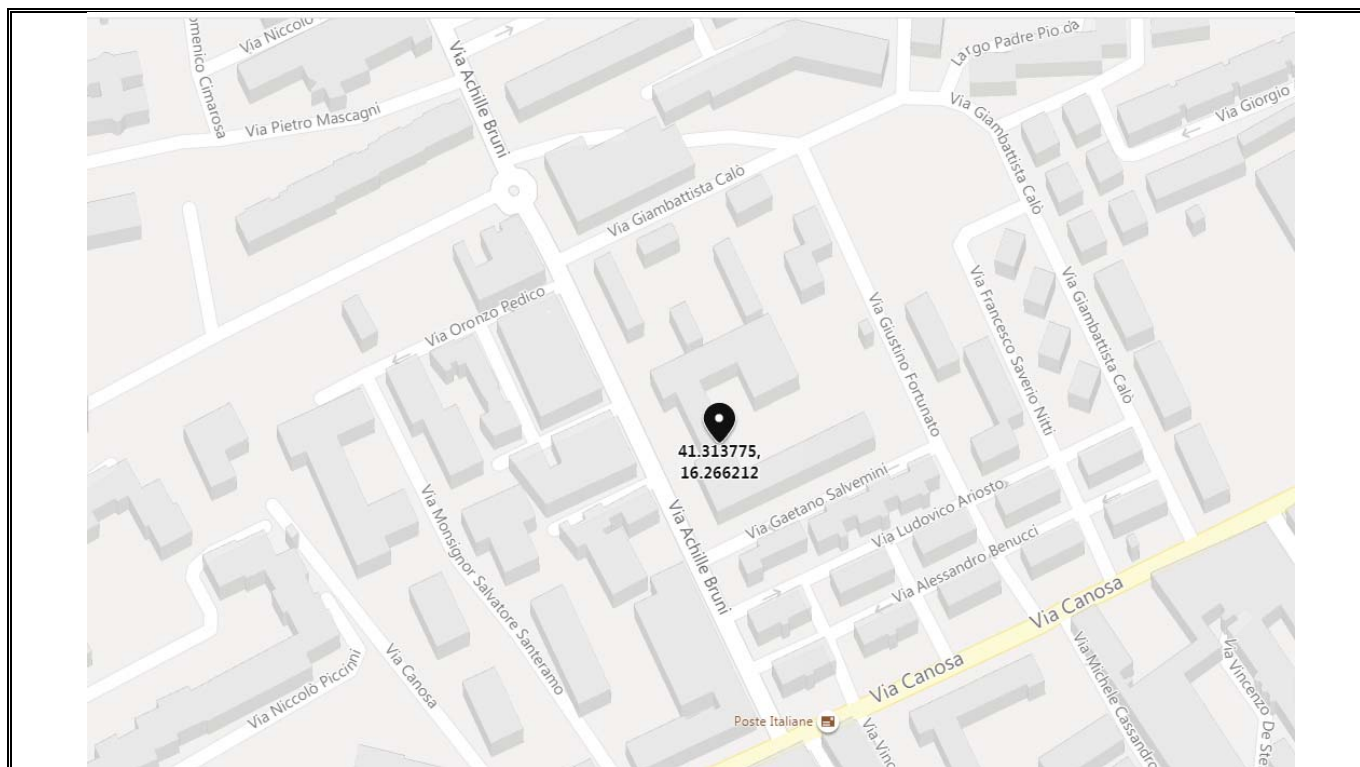 Via Niccolò
omenico Cimarosa
Via Achille Bruni
Via Pietro Mascagni
Largo Padre Pio da
Via Giorgio
Via Giambattista Calò
Via Giambattista Calò
Via Oronzo Pedico
Via Giustino Fortunato
Via Francesco Saverio Nitti
Via Giambattista Calò
41.313775,
16.266212
Via Gaetano Salvemini
Via Ludovico Ariosto
Via Alessandro Benucci
Via Achille Bruni
Via Monsignor Salvatore Santeramo
Via Canosa
Via Canosa
Via Canosa
Via Niccolò Piccinni
Poste Italiane
Via Vinc
Via Michele Cassandro
Via Vincenzo De Ste